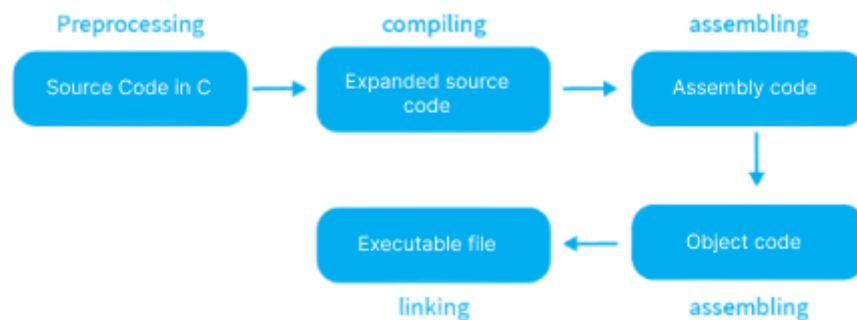 Preprocessing
compiling
assembling
Source Code in C
Expanded source
code
Assembly code
Executable file
Object code
linking
assembling